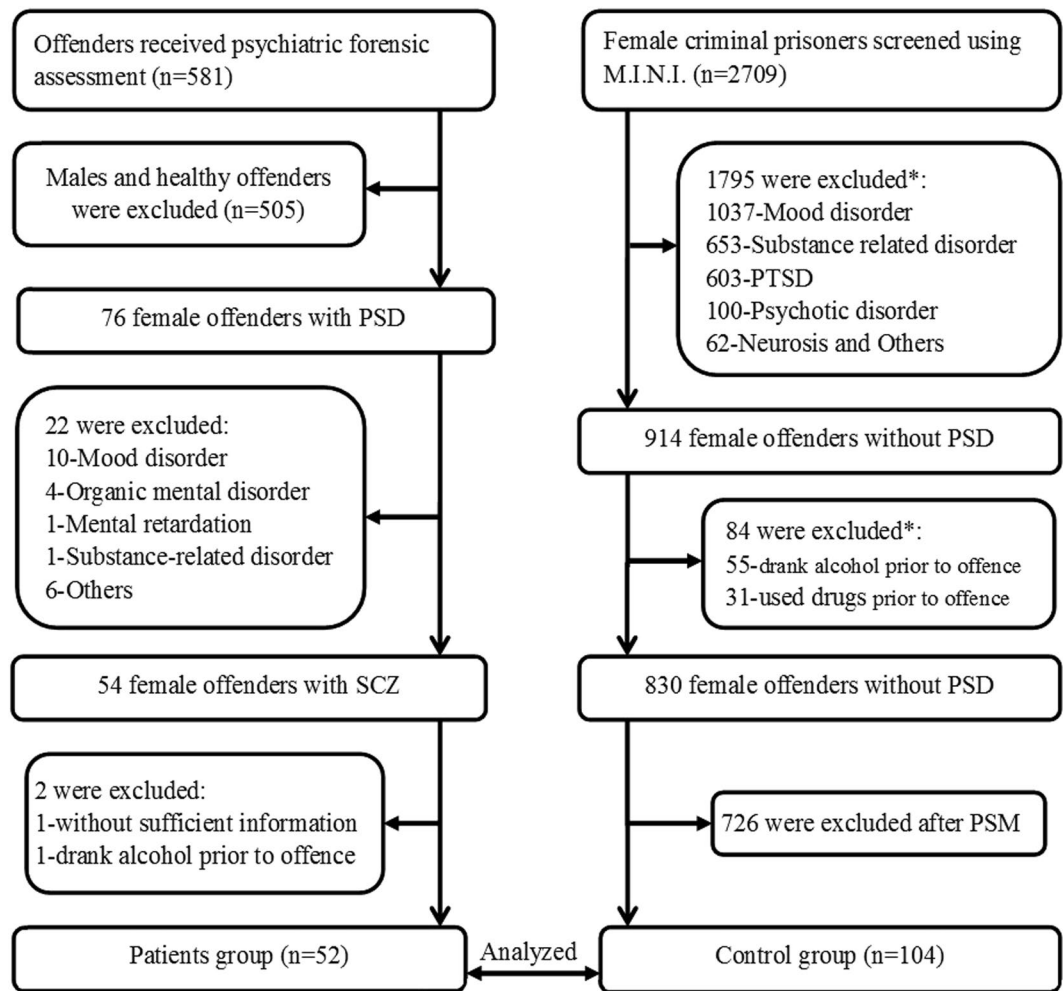 Offenders received psychiatric forensic
assessment (n=581)
Males and healthy offenders
were excluded (n=505)
76 female offenders with PSD
22 were excluded:
10-Mood disorder
4-Organic mental disorder
1-Mental retardation
1-Substance-related disorder
6-Others
54 female offenders with SCZ
2 were excluded:
1-without sufficient information
1-drank alcohol prior to offence
Patients group (n=52)
Analyzed
Female criminal prisoners screened using
M.I.N.I. (n=2709)
1795 were excluded*:
1037-Mood disorder
653-Substance related disorder
603-PTSD
100-Psychotic disorder
62-Neurosis and Others
914 female offenders without PSD
84 were excluded*:
55-drank alcohol prior to offence
31-used drugs prior to offence
830 female offenders without PSD
726 were excluded after PSM
Control group (n=104)